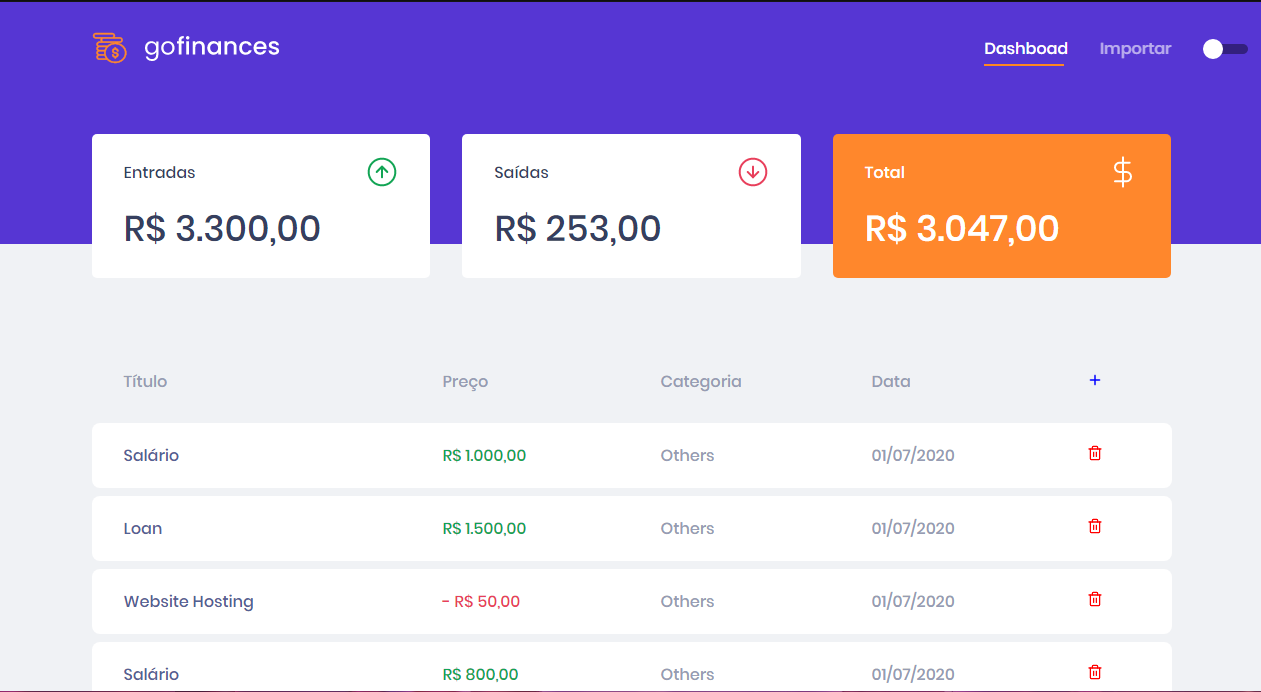 gofinances
Dashboad Importar
Entradas
R$ 3.300,00
Saídas
R$ 253,00
Total
$
R$ 3.047,00
Título Preço Categoria Data +
Salário R$ 1.000,00 Others 01/07/2020
Loan R$ 1.500,00 Others 01/07/2020
Website Hosting - R$ 50,00 Others 01/07/2020
Salário R$ 800,00 Others 01/07/2020